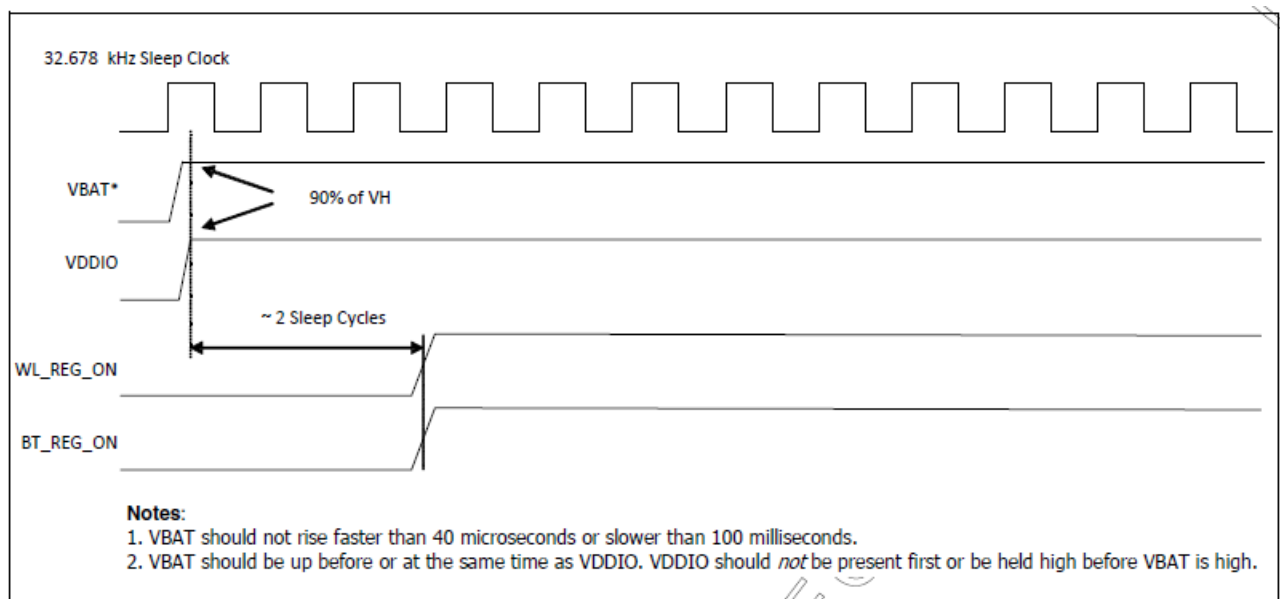 32.678 kHz Sleep Clock
VBAT*
90% of VH
VDDIO
~ 2 Sleep Cycles
WL_REG_ON
BT_REG_ON
Notes:
1. VBAT should not rise faster than 40 microseconds or slower than 100 milliseconds.
2. VBAT should be up before or at the same time as VDDIO. VDDIO should not be present first or be held high before VBAT is high.